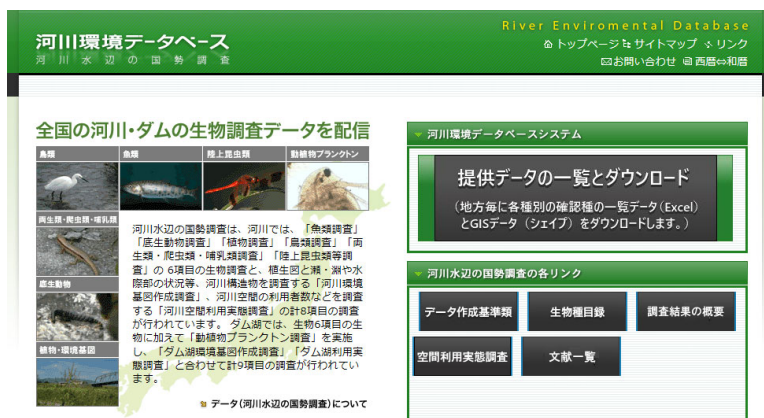 河川環境データベース
河川水辺の国勢調査
River Enviromental Database
トップページ サイトマップ リンク
お問い合わせ 西暦⇔和暦
全国の河川・ダムの生物調査データを配信
鳥類 魚類 陸上昆虫類 動植物プランクトン
両生類・爬虫類・哺乳類
底生動物
植物・環境基図
河川水辺の国勢調査は、河川では、「魚類調査」
「底生動物調査」「植物調査」「鳥類調査」「両
生類・爬虫類・哺乳類調査」「陸上昆虫類等調
査」の 6項目の生物調査と、植生図と瀬・淵や水
際部の状況等、河川構造物を調査する「河川環境
基図作成調査」、河川空間の利用者数などを調査
する「河川空間利用実態調査」の計8項目の調査
が行われています。 ダム湖では、生物6項目の生
物に加えて「動植物プランクトン調査」を実施
し、「ダム湖環境基図作成調査」「ダム湖利用実
態調査」と合わせて計9項目の調査が行われてい
ます。
データ(河川水辺の国勢調査)について
河川環境データベースシステム
提供データの一覧とダウンロード
(地方毎に各種別の確認種の一覧データ(Excel)
とGISデータ（シェイプ）をダウンロードします。)
河川水辺の国勢調査の各リンク
データ作成基準類 生物種目録 調査結果の概要
空間利用実態調査 文献一覧